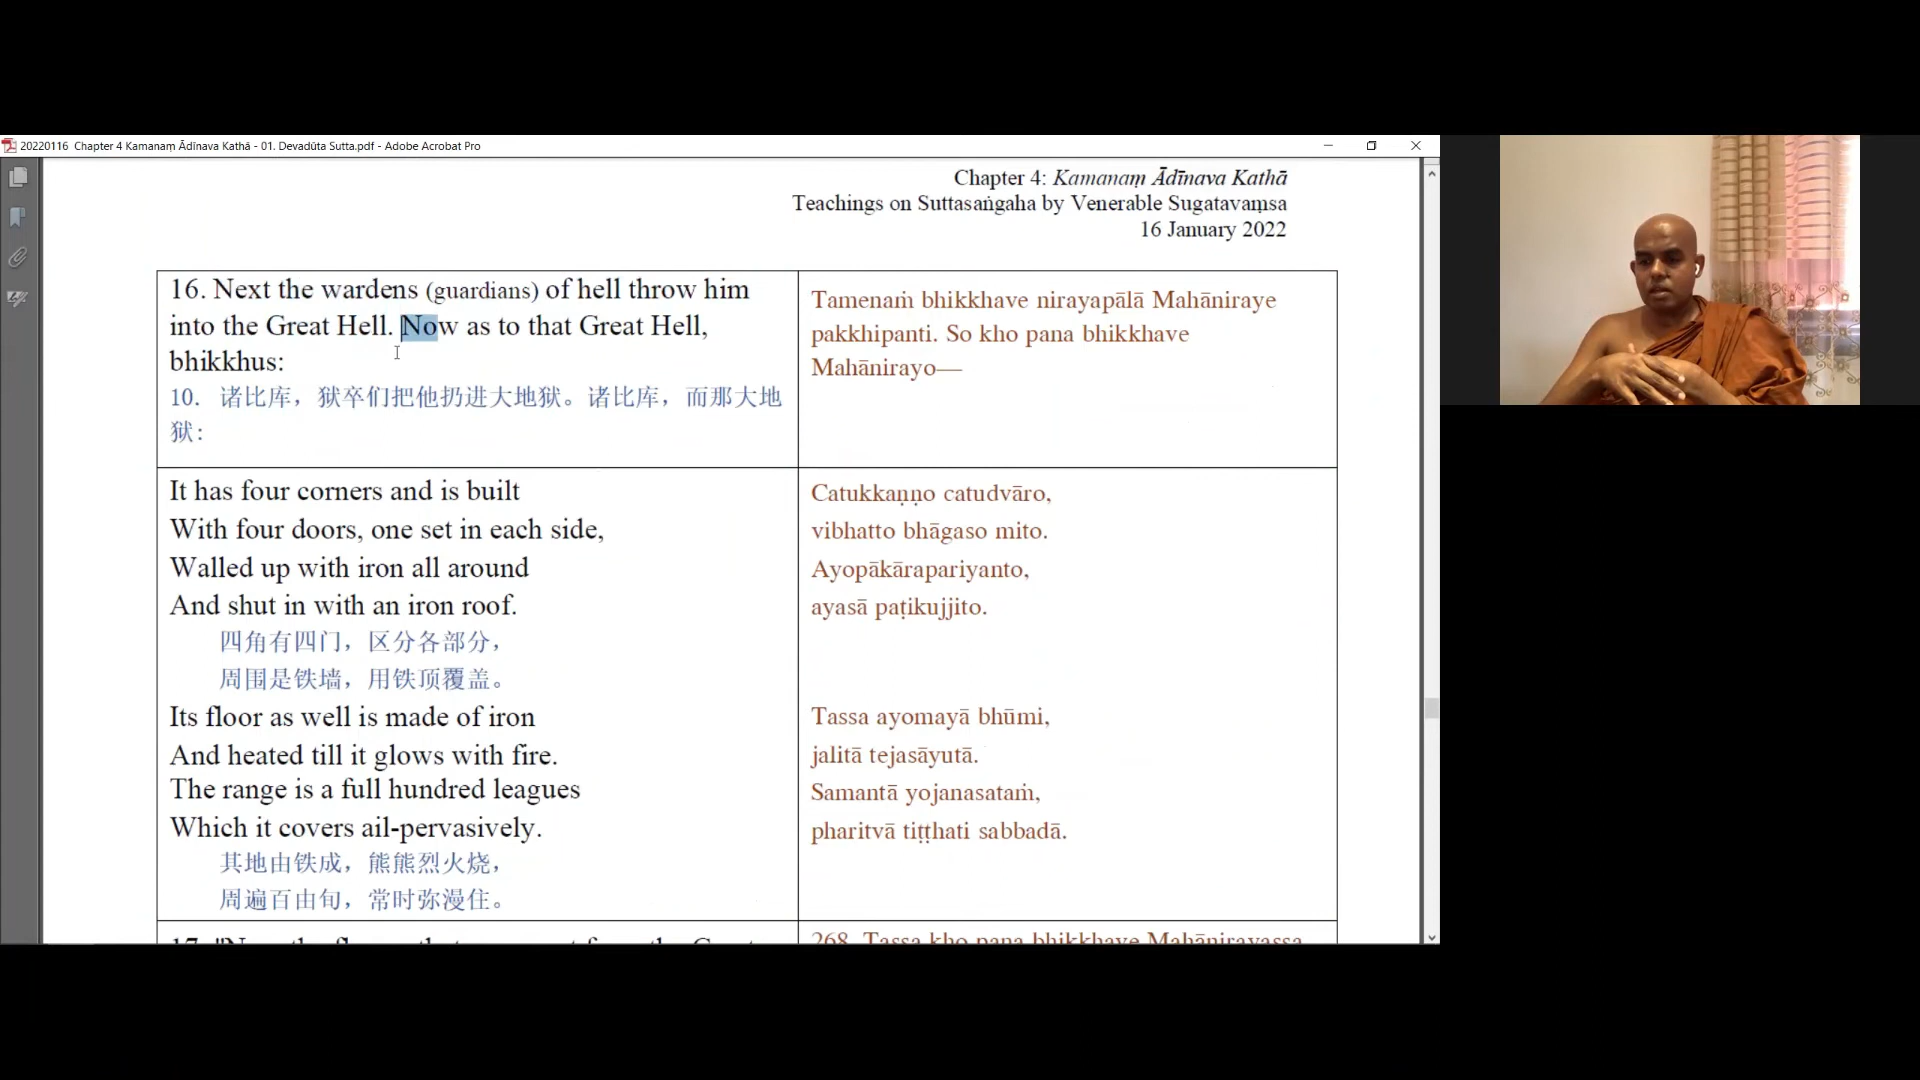 20220116 Chapter 4 Kamanaṃ Ādīnava Kathā - 01. Devadūta Sutta.pdf - Adobe Acrobat Pro
Chapter 4: Kamanaṃ Ādīnava Kathā
Teachings on Suttasaṅgaha by Venerable Sugatavaṃsa
16 January 2022
16. Next the wardens (guardians) of hell throw him
into the Great Hell. Now as to that Great Hell,
bhikkhus:
10. 诸比库，狱卒们把他扔进大地狱。诸比库，而那大地
狱：
Tamenaṁ bhikkhave nirayapālā Mahāniraye
pakkhipanti. So kho pana bhikkhave
Mahānirayo—
It has four corners and is built
With four doors, one set in each side,
Walled up with iron all around
And shut in with an iron roof.
四角有四门，区分各部分，
周围是铁墙，用铁顶覆盖。
Its floor as well is made of iron
And heated till it glows with fire.
The range is a full hundred leagues
Which it covers ail-pervasively.
其地由铁成，熊熊烈火烧，
周遍百由旬，常时弥漫住。
Catukkaṇṇo catudvāro,
vibhatto bhāgaso mito.
Ayopākārapariyanto,
ayasā paṭikujjito.
Tassa ayomayā bhūmi,
jalitā tejasāyutā.
Samantā yojanasataṁ,
pharitvā tiṭṭhati sabbadā.
268. Tassa kho pana bhikkhave Mahānirayassa